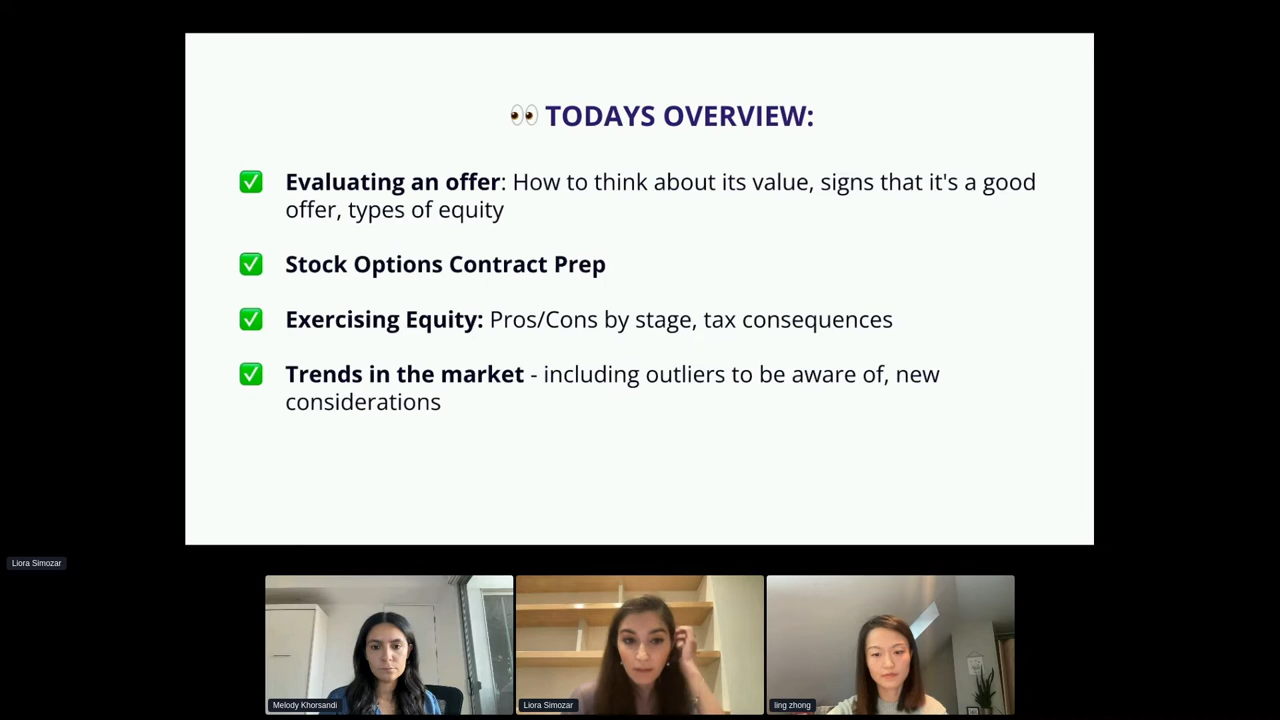 👀 TODAYS OVERVIEW:
✅ Evaluating an offer: How to think about its value, signs that it's a good
offer, types of equity
✅ Stock Options Contract Prep
✅ Exercising Equity: Pros/Cons by stage, tax consequences
✅ Trends in the market - including outliers to be aware of, new
considerations
Liora Simozar
Melody Khorsandi
Liora Simozar
ling zhong